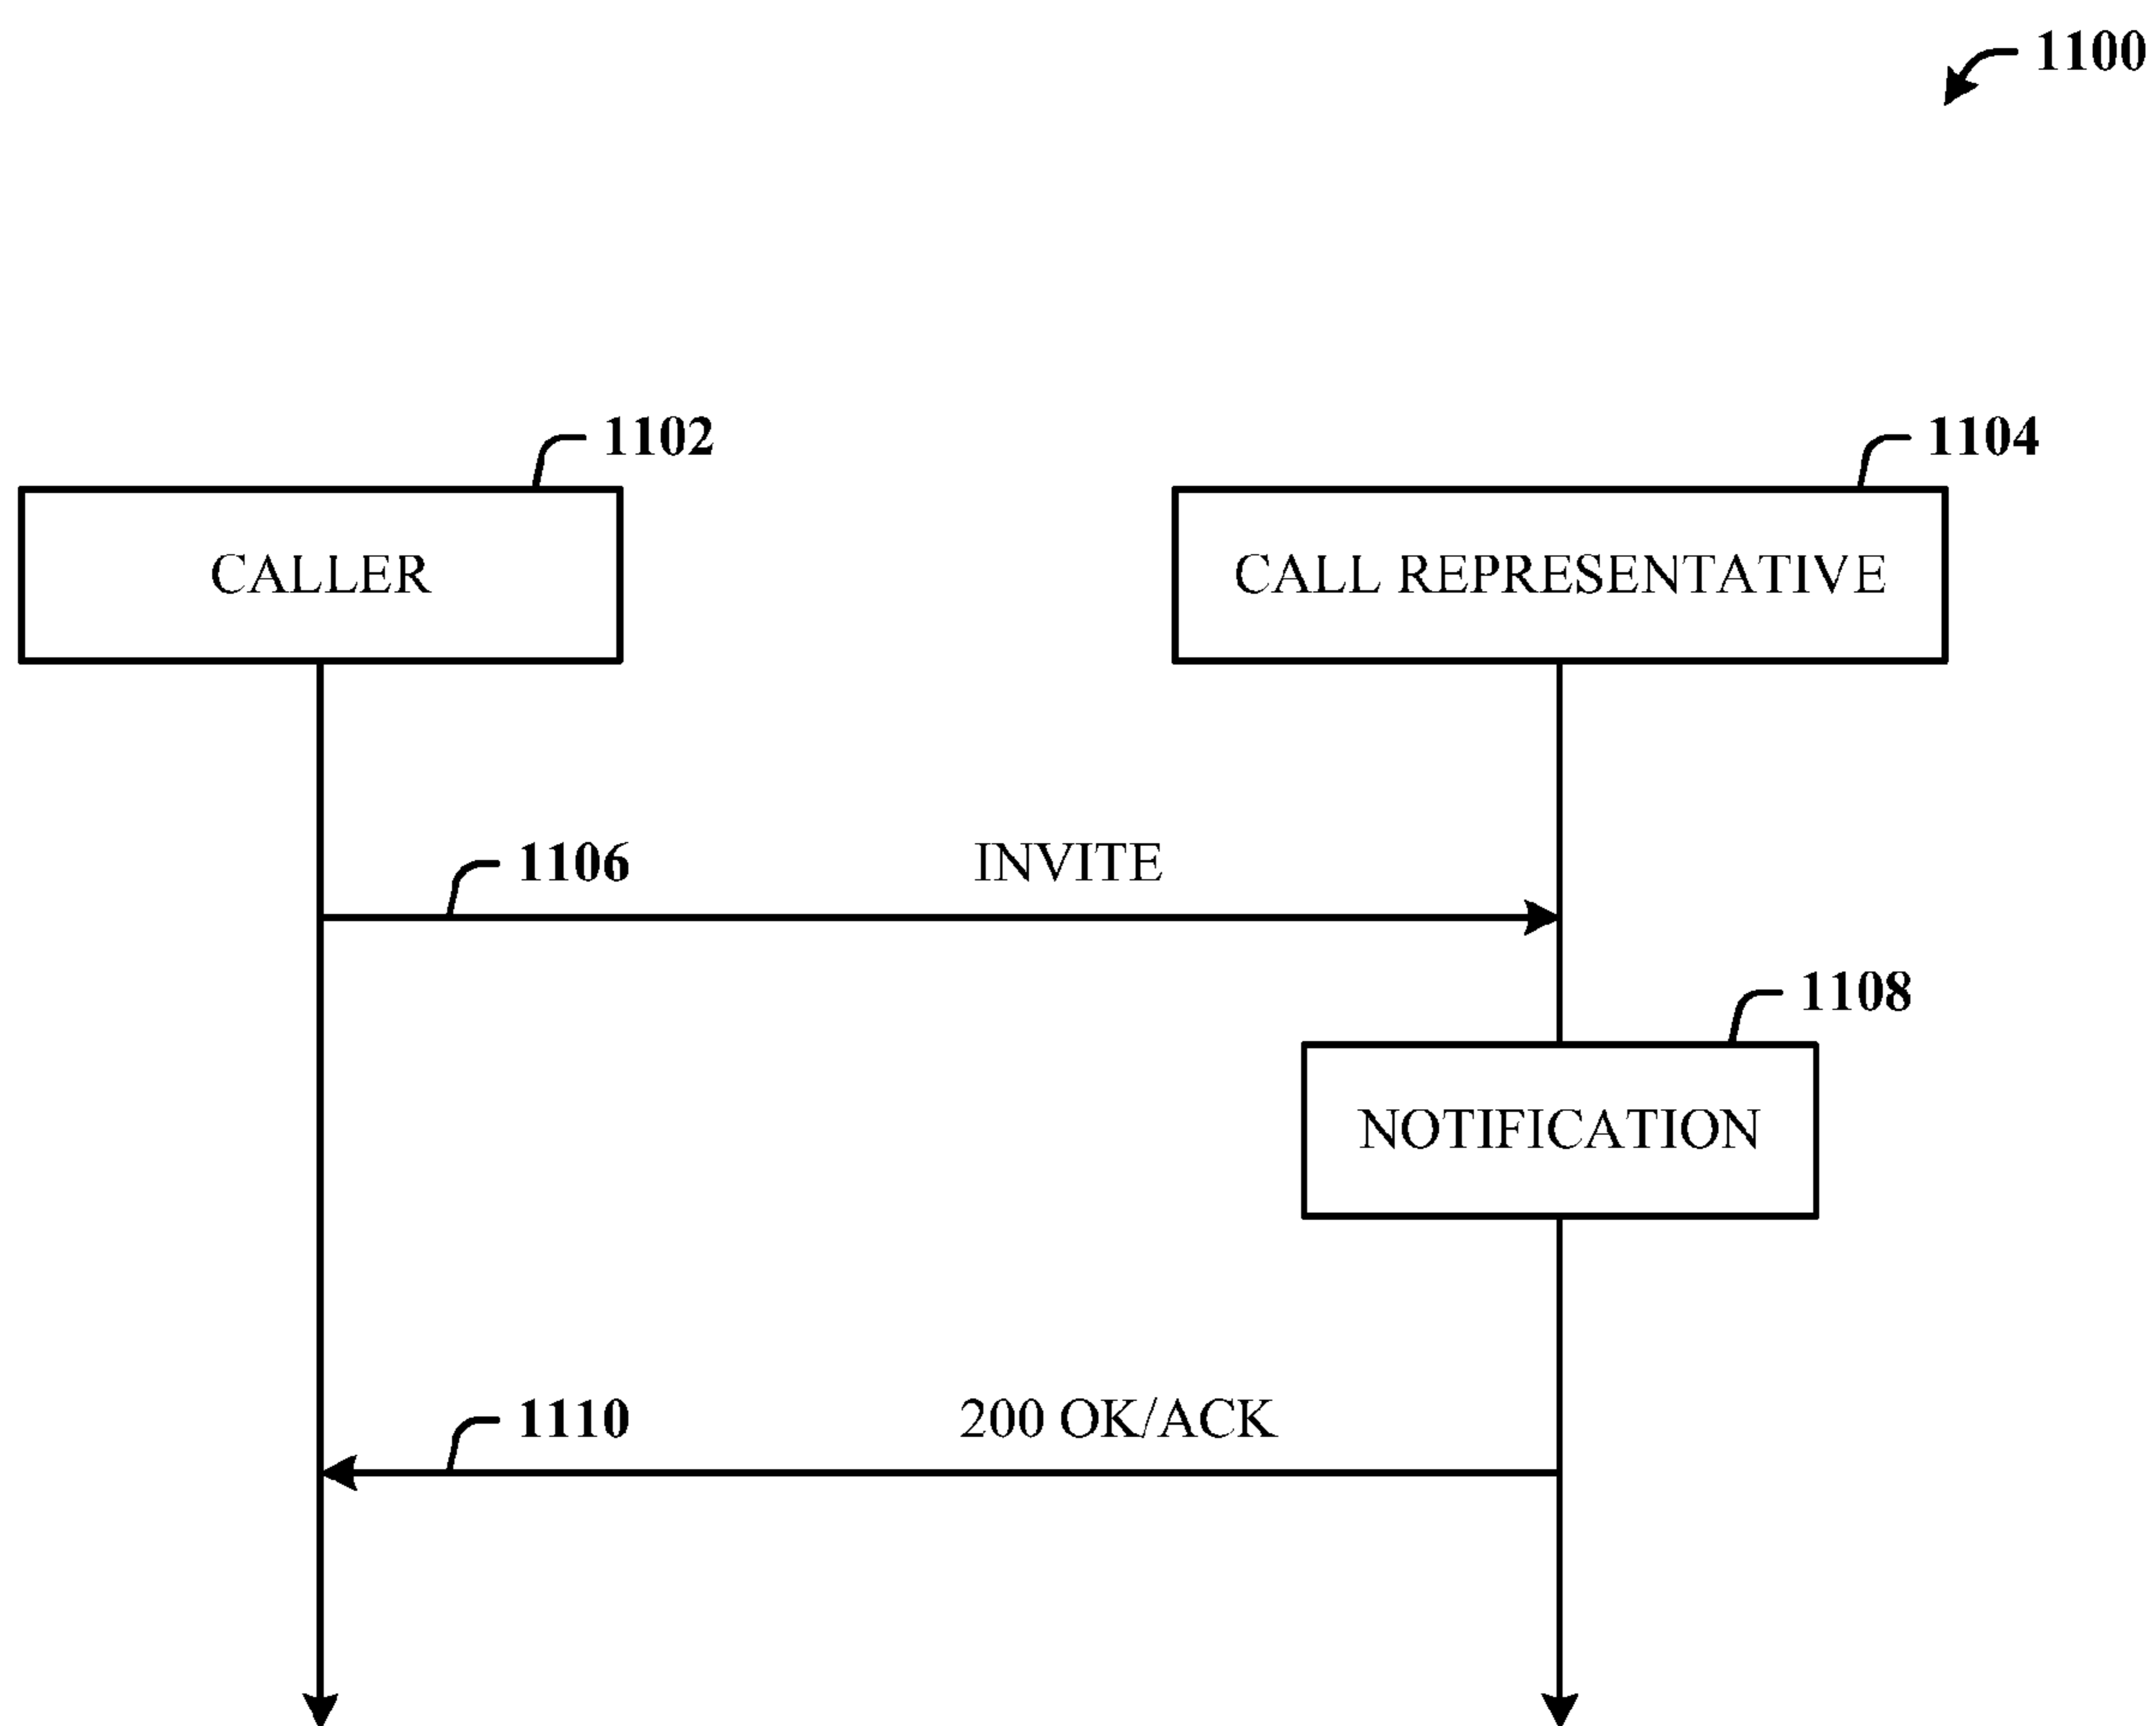 1100
1102
1104
CALLER
CALL REPRESENTATIVE
1106
INVITE
1108
NOTIFICATION
1110
200 OK/ACK